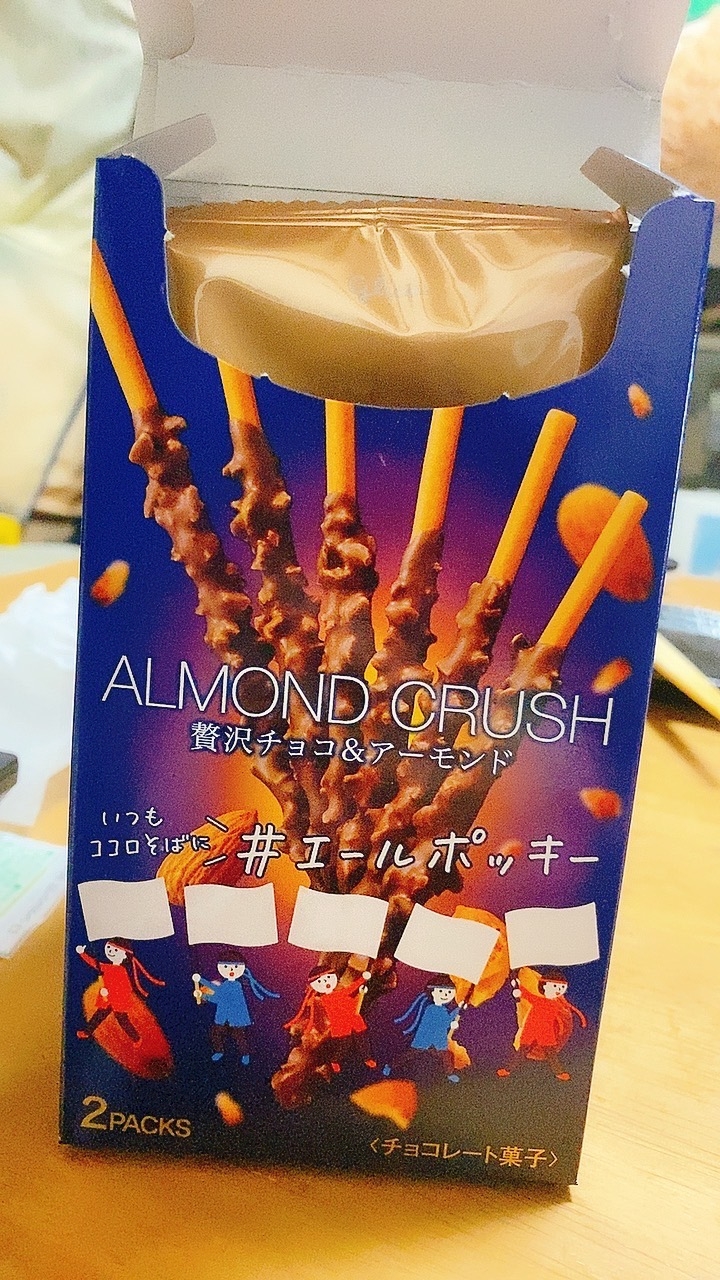 ALMOND CRUSH
贅沢チョコ&アーモンド
いつも
ココロそばに
#エールポッキー
2PACKS
〈チョコレート菓子〉